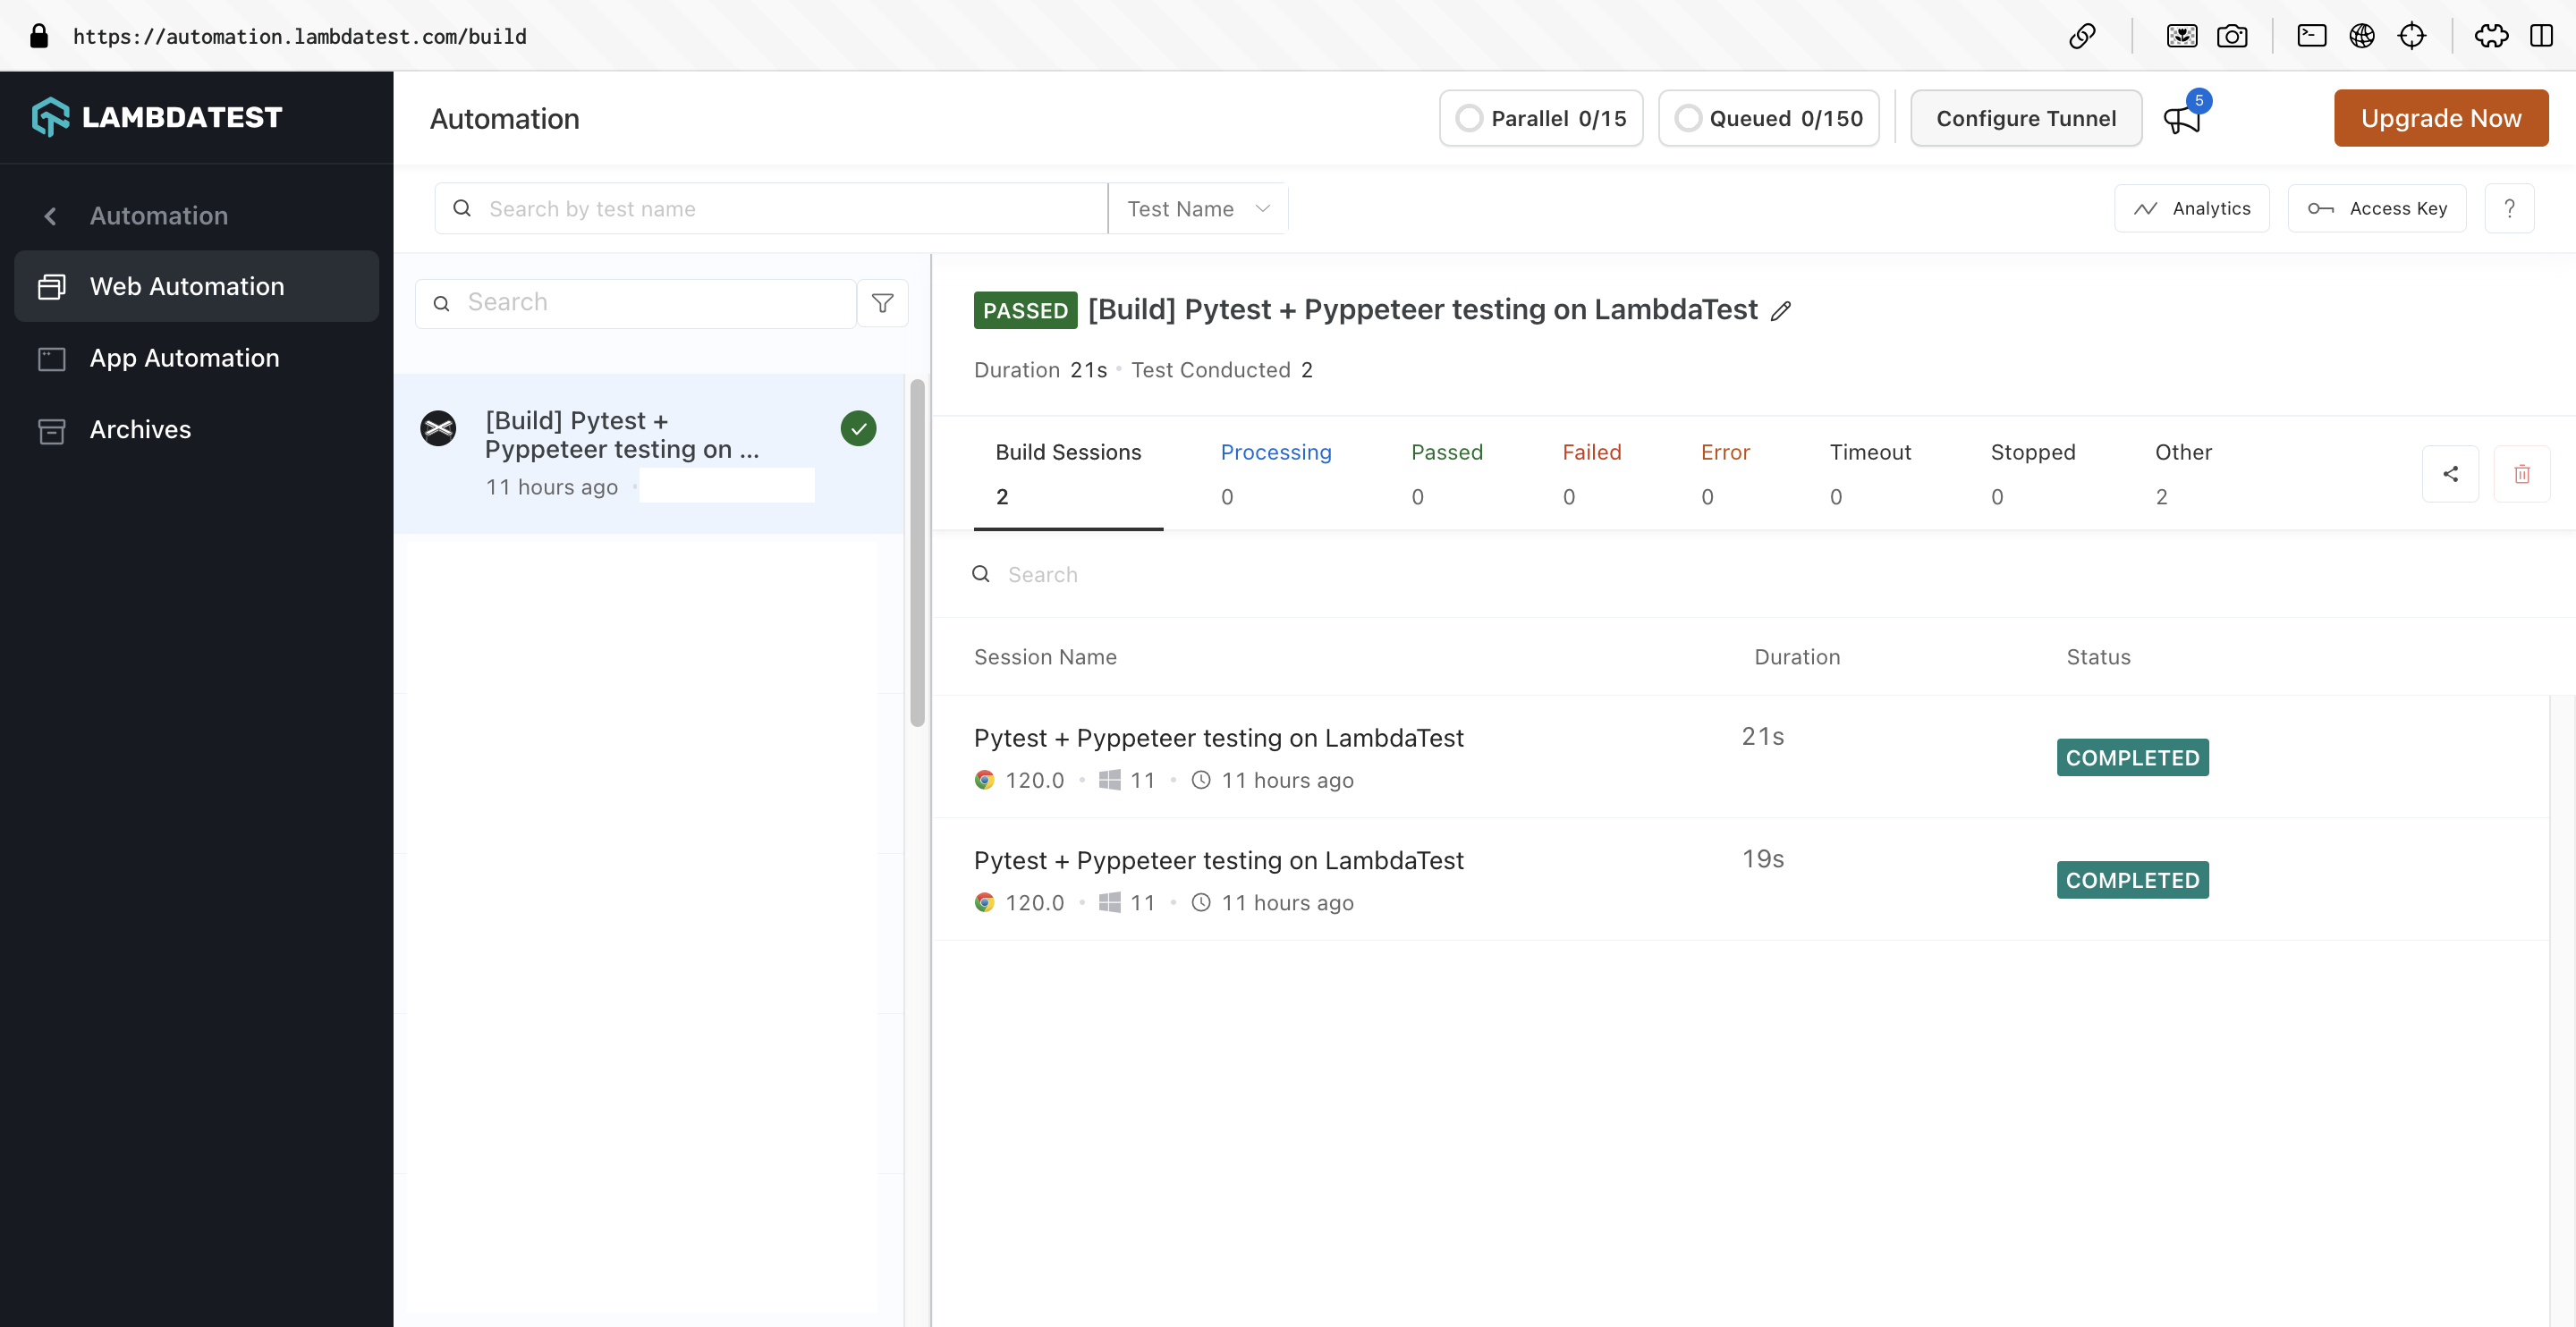 https://automation.lambdatest.com/build
LAMBDATEST
Automation
Web Automation
App Automation
Archives
Automation
Parallel 0/15
Queued 0/150
Configure Tunnel
5
Upgrade Now
Search by test name
Test Name
Analytics
Access Key
?
Search
[Build] Pytest +
Pyppeteer testing on ...
11 hours ago
PASSED [Build] Pytest + Pyppeteer testing on LambdaTest
Duration 21s • Test Conducted 2
Build Sessions Processing Passed Failed Error Timeout Stopped Other
2 0 0 0 0 0 0 2
Search
Session Name Duration Status
Pytest + Pyppeteer testing on LambdaTest 21s
COMPLETED
120.0 • 11 • 11 hours ago
Pytest + Pyppeteer testing on LambdaTest 19s
COMPLETED
120.0 • 11 • 11 hours ago